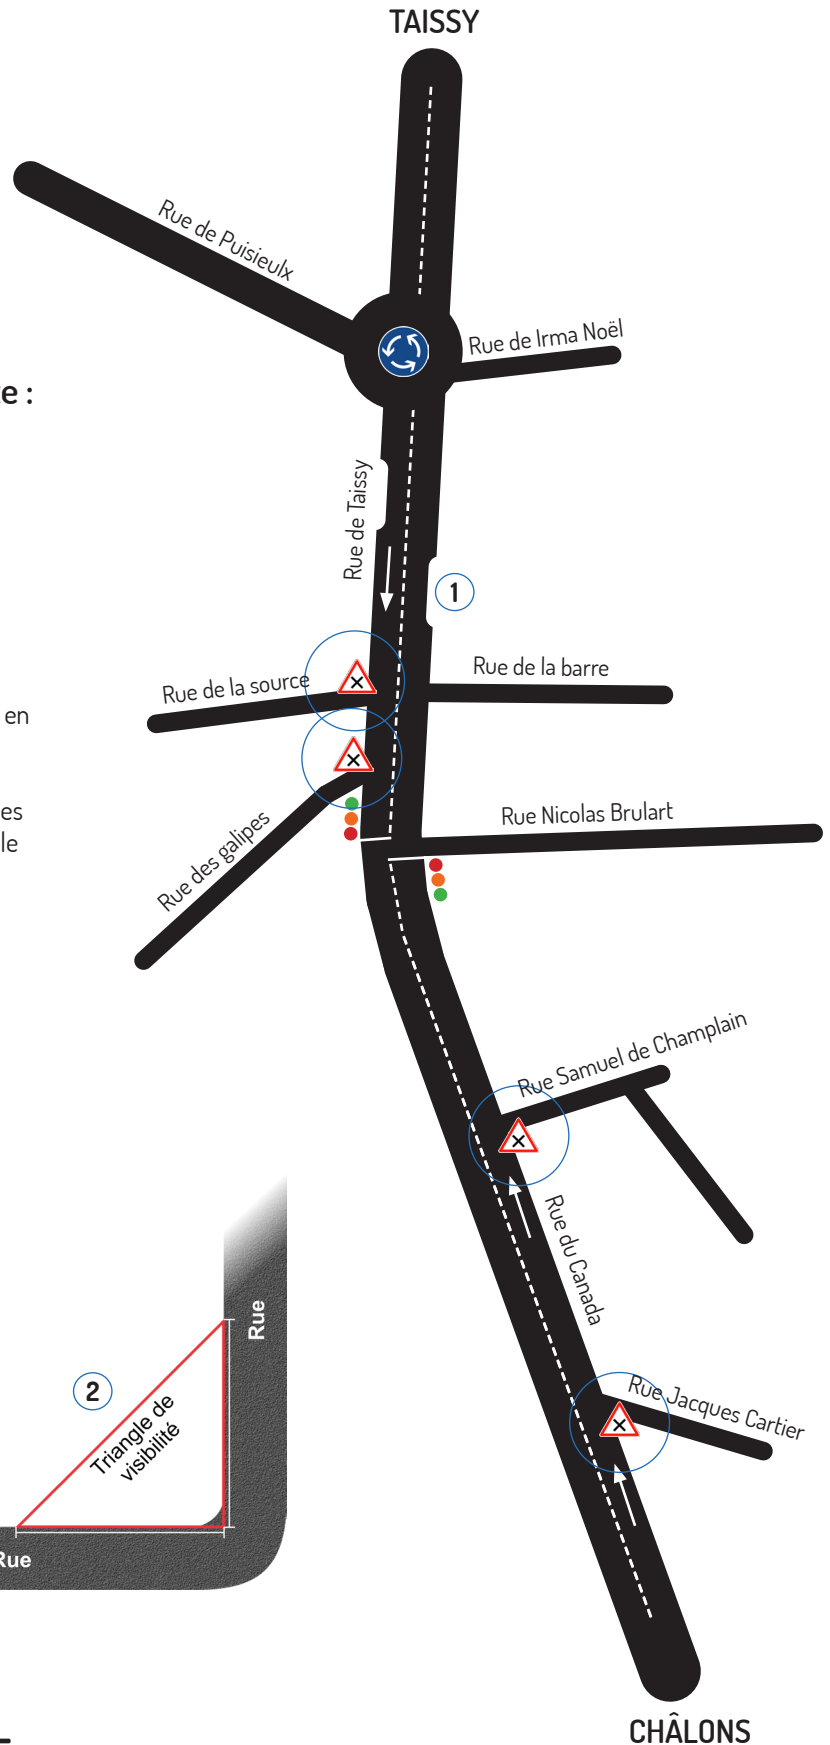 TAISSY
Rue de Puisieulx
Rue de Irma Noël
e :
Rue de Taissy
1
Rue de la source
Rue de la barre
en
es
le
Rue Nicolas Brulart
Rue des galipes
Rue Samuel de Champlain
Rue du Canada
Rue
2
Triangle de
visibilité
Rue Jacques Cartier
Rue
CHÂLONS